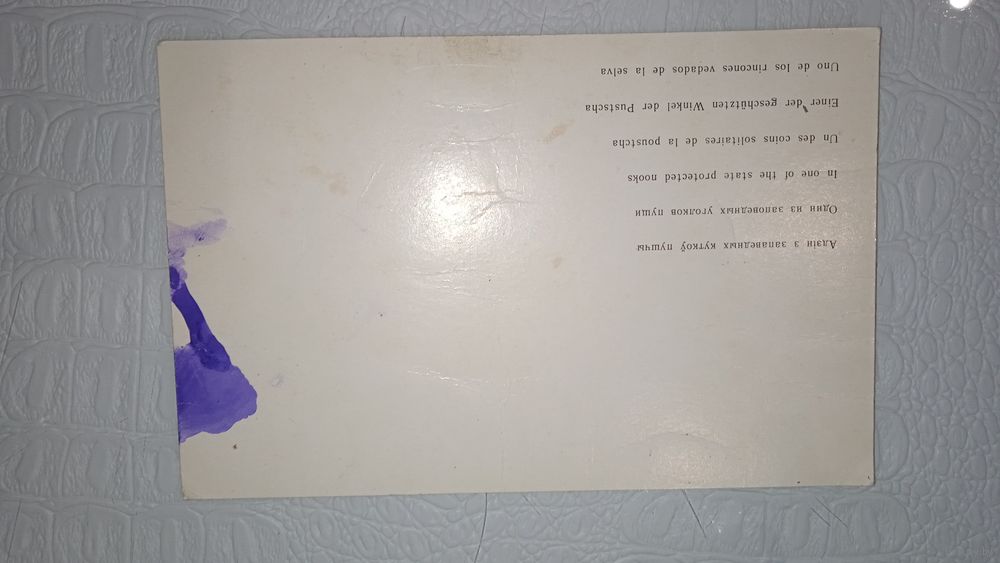 Адзін з запаведных куткоў пушчы
Один из заповедных уголков пущи
In one of the state protected nooks
Un des coins solitaires de la poustcha
Einer der geschützten Winkel der Pustscha
Uno de los rincones vedados de la selva